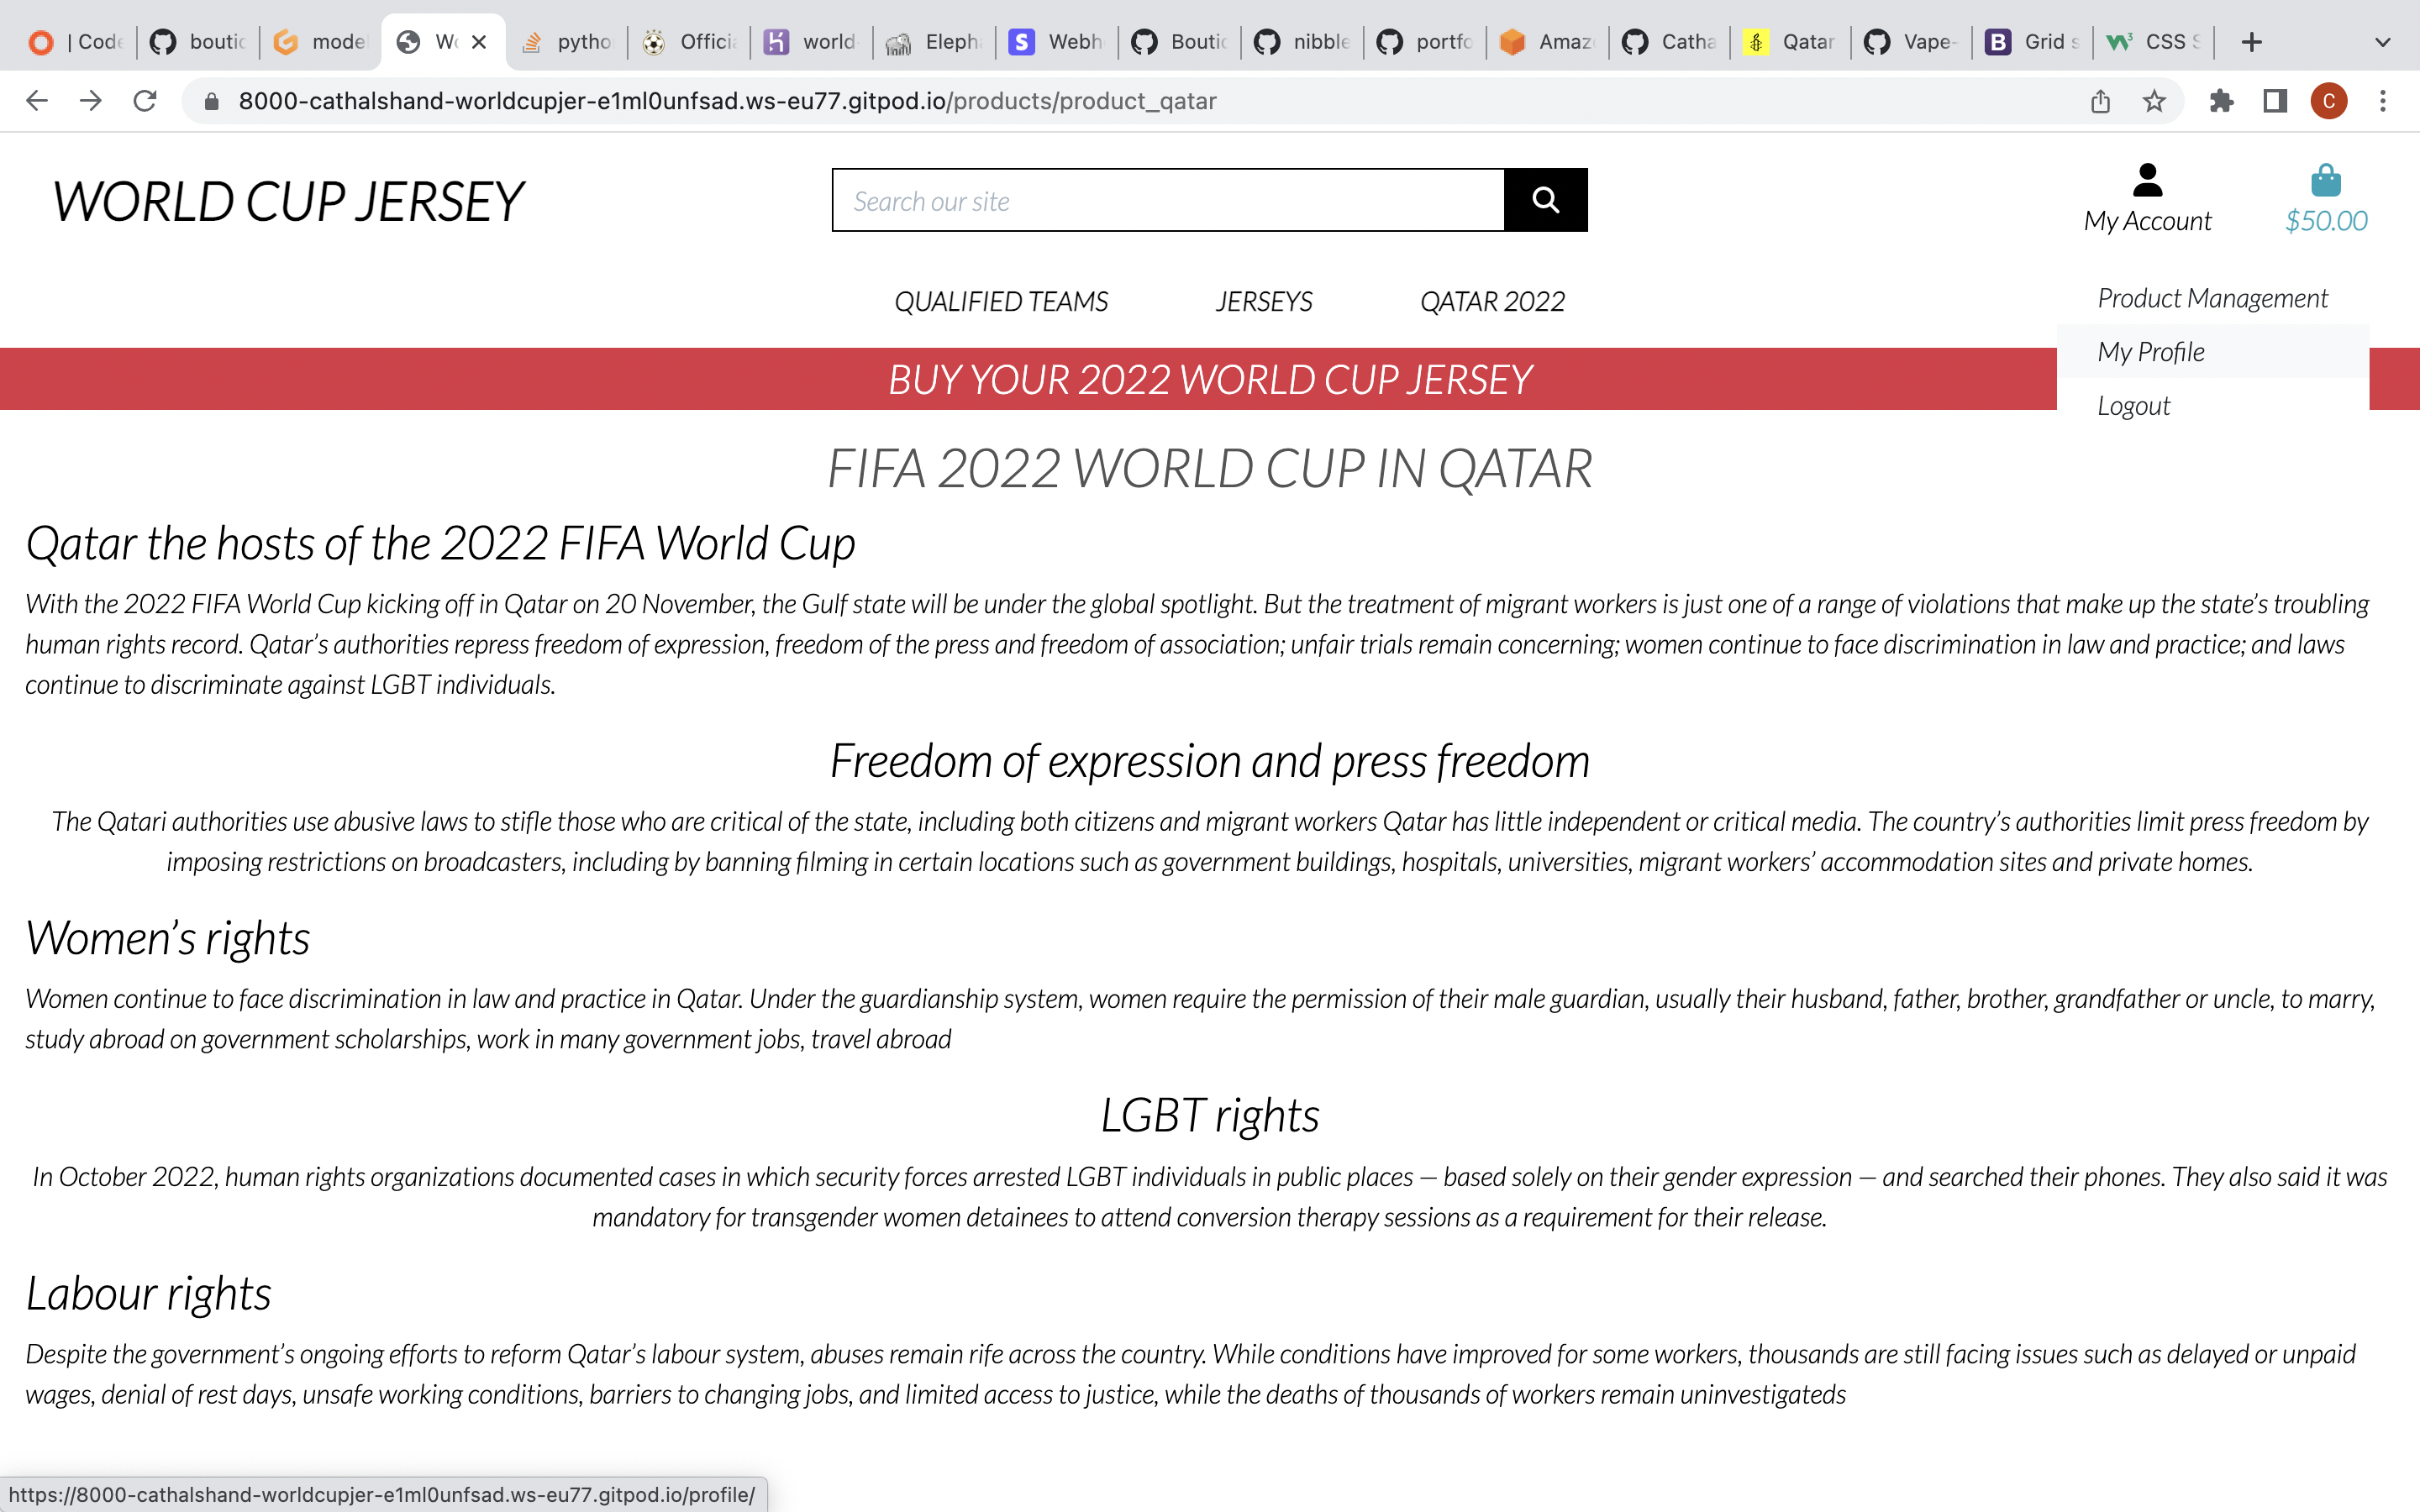 | Code
boutic
model
Wo
pytho
Officia
world-
Eleph
Webh
Boutic
nibble
portfo
Amaz
Catha
Qatar
Vape-
Grid s
CSS S
8000-cathalshand-worldcupjer-e1ml0unfsad.ws-eu77.gitpod.io/products/product_qatar
C
WORLD CUP JERSEY
Search our site
My Account
$50.00
QUALIFIED TEAMS
JERSEYS
QATAR 2022
Product Management
My Profile
Logout
BUY YOUR 2022 WORLD CUP JERSEY
FIFA 2022 WORLD CUP IN QATAR
Qatar the hosts of the 2022 FIFA World Cup
With the 2022 FIFA World Cup kicking off in Qatar on 20 November, the Gulf state will be under the global spotlight. But the treatment of migrant workers is just one of a range of violations that make up the state’s troubling
human rights record. Qatar’s authorities repress freedom of expression, freedom of the press and freedom of association; unfair trials remain concerning; women continue to face discrimination in law and practice; and laws
continue to discriminate against LGBT individuals.
Freedom of expression and press freedom
The Qatari authorities use abusive laws to stifle those who are critical of the state, including both citizens and migrant workers Qatar has little independent or critical media. The country’s authorities limit press freedom by
imposing restrictions on broadcasters, including by banning filming in certain locations such as government buildings, hospitals, universities, migrant workers’ accommodation sites and private homes.
Women’s rights
Women continue to face discrimination in law and practice in Qatar. Under the guardianship system, women require the permission of their male guardian, usually their husband, father, brother, grandfather or uncle, to marry,
study abroad on government scholarships, work in many government jobs, travel abroad
LGBT rights
In October 2022, human rights organizations documented cases in which security forces arrested LGBT individuals in public places — based solely on their gender expression — and searched their phones. They also said it was
mandatory for transgender women detainees to attend conversion therapy sessions as a requirement for their release.
Labour rights
Despite the government’s ongoing efforts to reform Qatar’s labour system, abuses remain rife across the country. While conditions have improved for some workers, thousands are still facing issues such as delayed or unpaid
wages, denial of rest days, unsafe working conditions, barriers to changing jobs, and limited access to justice, while the deaths of thousands of workers remain uninvestigateds
https://8000-cathalshand-worldcupjer-e1ml0unfsad.ws-eu77.gitpod.io/profile/